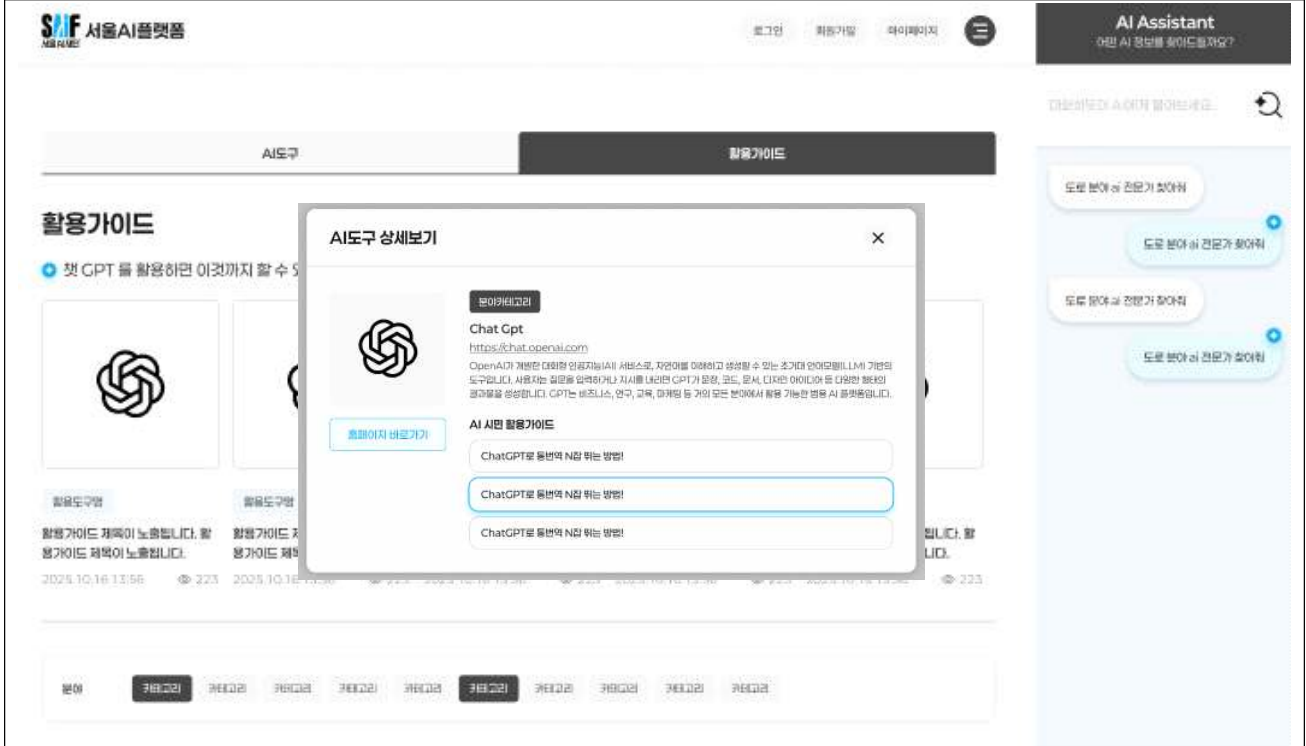 SAIF 서울AI플랫폼
서울AI재단
로그인 회원가입 마이페이지
AI Assistant
어떤 AI 정보를 찾아드릴까요?
AI도구
활용가이드
도로 분야 ai 전문가 찾아줘
도로 분야 ai 전문가 찾아줘
도로 분야 ai 전문가 찾아줘
도로 분야 ai 전문가 찾아줘
활용가이드
챗 GPT 를 활용하면 이것까지 할 수
AI도구 상세보기
분야카테고리
Chat Gpt
https://chat.openai.com
OpenAI가 개발한 대화형 인공지능(AI) 서비스로, 자연어를 이해하고 생성할 수 있는 초거대 언어모델(LLM) 기반의
도구입니다. 사용자는 질문을 입력하거나 지시를 내리면 GPT가 문장, 코드, 문서, 디자인 아이디어 등 다양한 형태의
결과물을 생성합니다. GPT는 비즈니스, 연구, 교육, 마케팅 등 거의 모든 분야에서 활용 가능한 범용 AI 플랫폼입니다.
홈페이지 바로가기
AI 시민 활용가이드
ChatGPT로 통번역 N잡 뛰는 방법!
ChatGPT로 통번역 N잡 뛰는 방법!
ChatGPT로 통번역 N잡 뛰는 방법!
활용도구명 활용도구명
활용가이드 제목이 노출됩니다. 활
용가이드 제목이 노출됩니다.
활용가이드
용가이드
2025.10.16 13:56 223 2025.10.16 223
분야 카테고리 카테고리 카테고리 카테고리 카테고리 카테고리 카테고리 카테고리 카테고리 카테고리